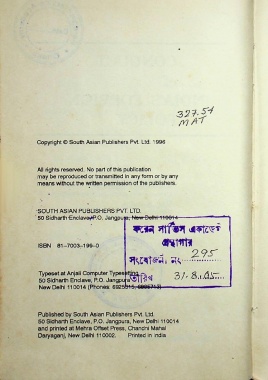 327.54
MAT
Copyright © South Asian Publishers Pvt. Ltd. 1996
All rights reserved. No part of this publication
may be reproduced or transmitted in any form or by any
means without the written permission of the publishers.
SOUTH ASIAN PUBLISHERS PVT. LTD.
50 Sidharth Enclave, P.O. Jangpura, New Delhi 110014
ফরেন সার্ভিস একাডেমী
গ্রন্থাগার
সংযোজন নং 295
তারিখ 31.8.05
ISBN 81-7003-199-0
Typeset at Anjali Computer Typesetting
50 Sidharth Enclave, P.O. Jangpura
New Delhi 110014 (Phones:
Published by South Asian Publishers Pvt. Ltd.
50 Sidharth Enclave, P.O. Jangpura, New Delhi 110014
and printed at Mehra Offset Press, Chandni Mahal
Daryaganj, New Delhi 110002. Printed in India